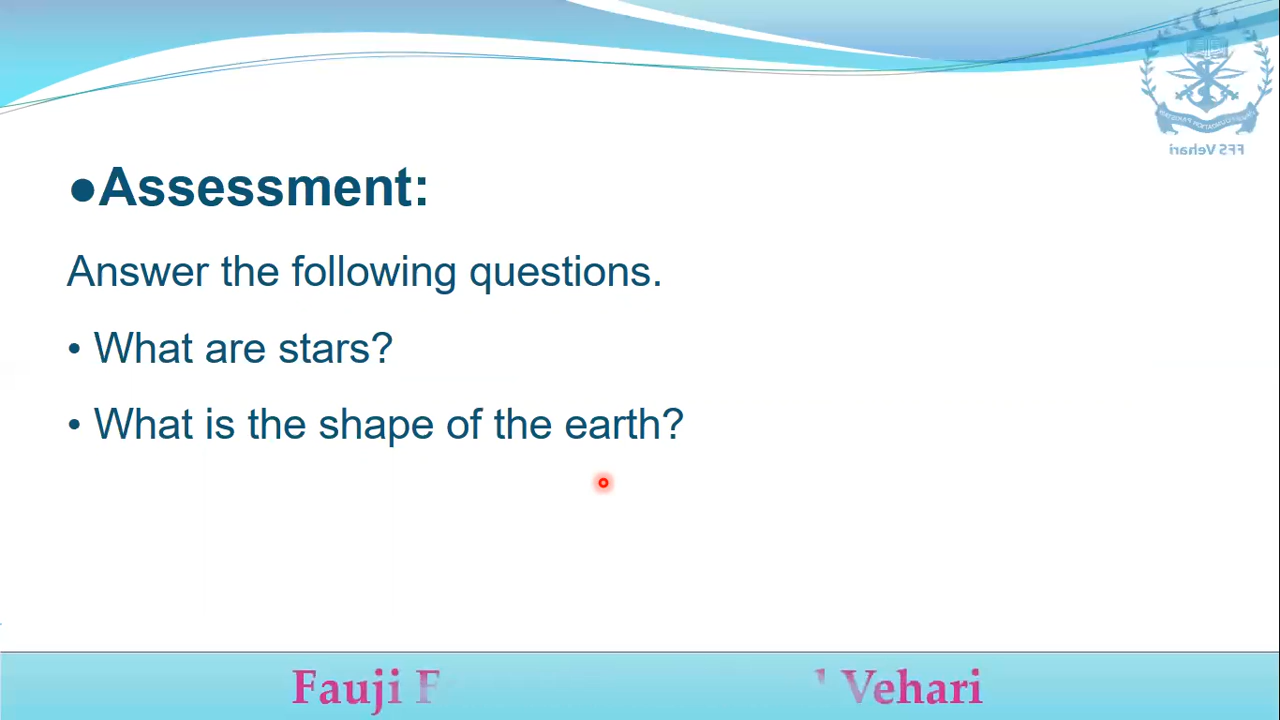 FFS Vehari
●Assessment:
Answer the following questions.
• What are stars?
• What is the shape of the earth?
Fauji F
Vehari